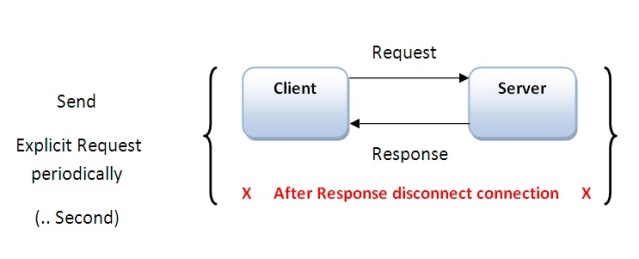 Send
Explicit Request
periodically
(.. Second)
Request
Client
Server
Response
X After Response disconnect connection X